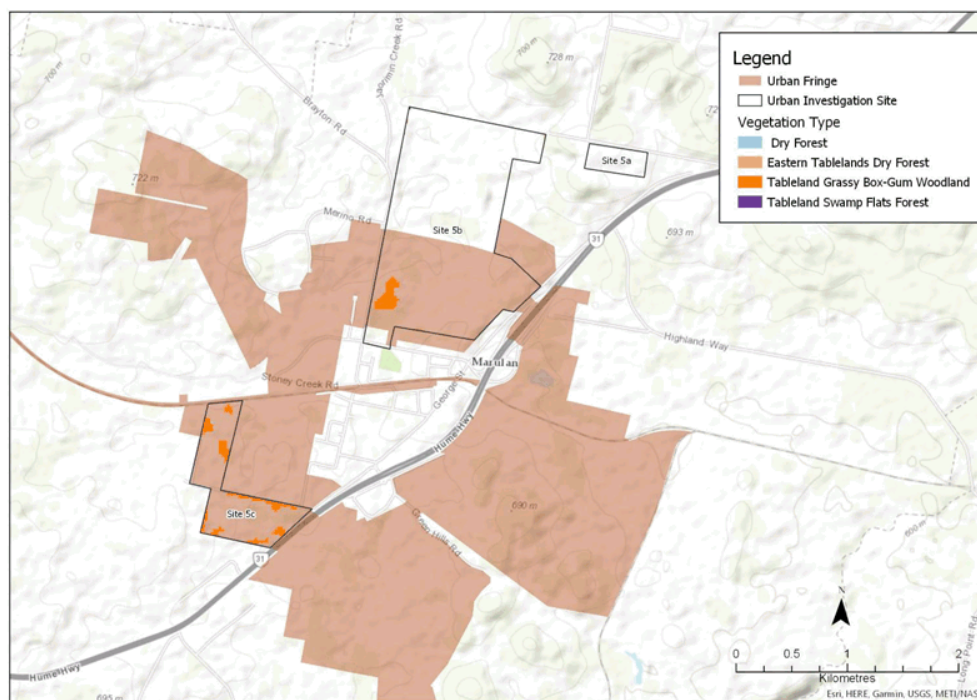 Legend
Urban Fringe
Urban Investigation Site
Vegetation Type
Dry Forest
Eastern Tablelands Dry Forest
Tableland Grassy Box-Gum Woodland
Tableland Swamp Flats Forest
700 m
700 m
728 m
Brayton Rd
Site 5a
722 m
Merino Rd
Site 5b
31
693 m
Highland Way
Marulan
Stoney Creek Rd
George St
Hume Hwy
Site 5c
690 m
31
600 m
N
Long Point Rd
0 0.5 1 2
Kilometres
Hume Hwy
695 m
Esri, HERE, Garmin, USGS, METI/NAS